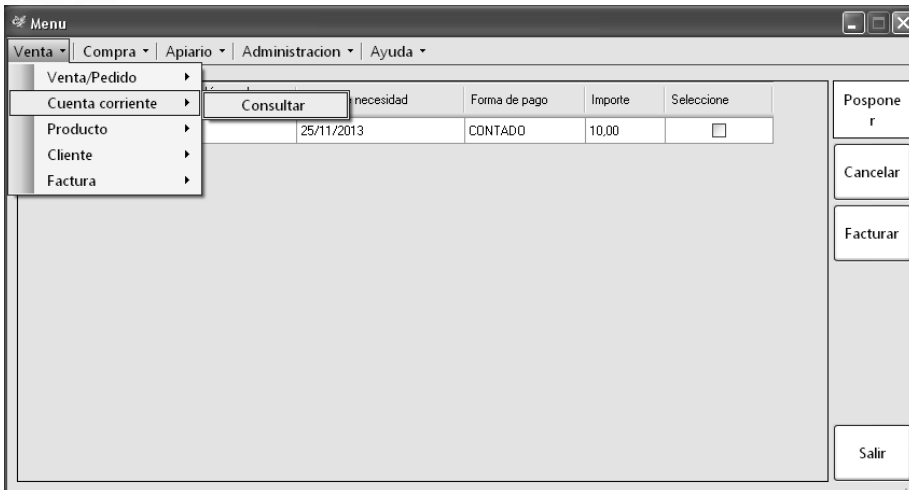 Menu
Venta Compra Apiario Administracion Ayuda
Venta/Pedido
Cuenta corriente
Producto
Cliente
Factura
Consultar
necesidad Forma de pago Importe Seleccione
25/11/2013 CONTADO 10,00
Pospone
r
Cancelar
Facturar
Salir